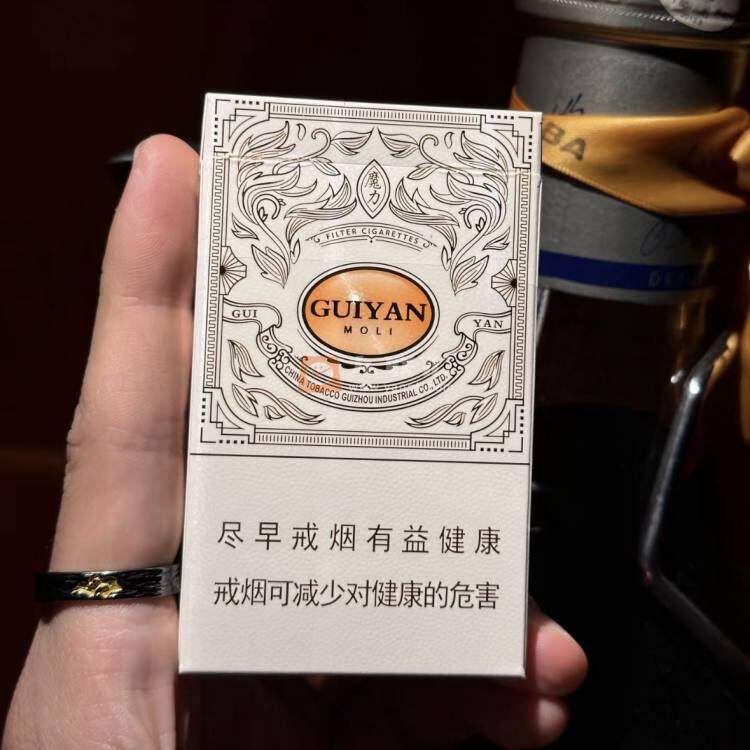 魔力
FILTER CIGARETTES
GUIYAN
MOLI
GUI
YAN
CHINA TOBACCO GUIZHOU INDUSTRIAL CO., LTD.
尽早戒烟有益健康
戒烟可减少对健康的危害
BA